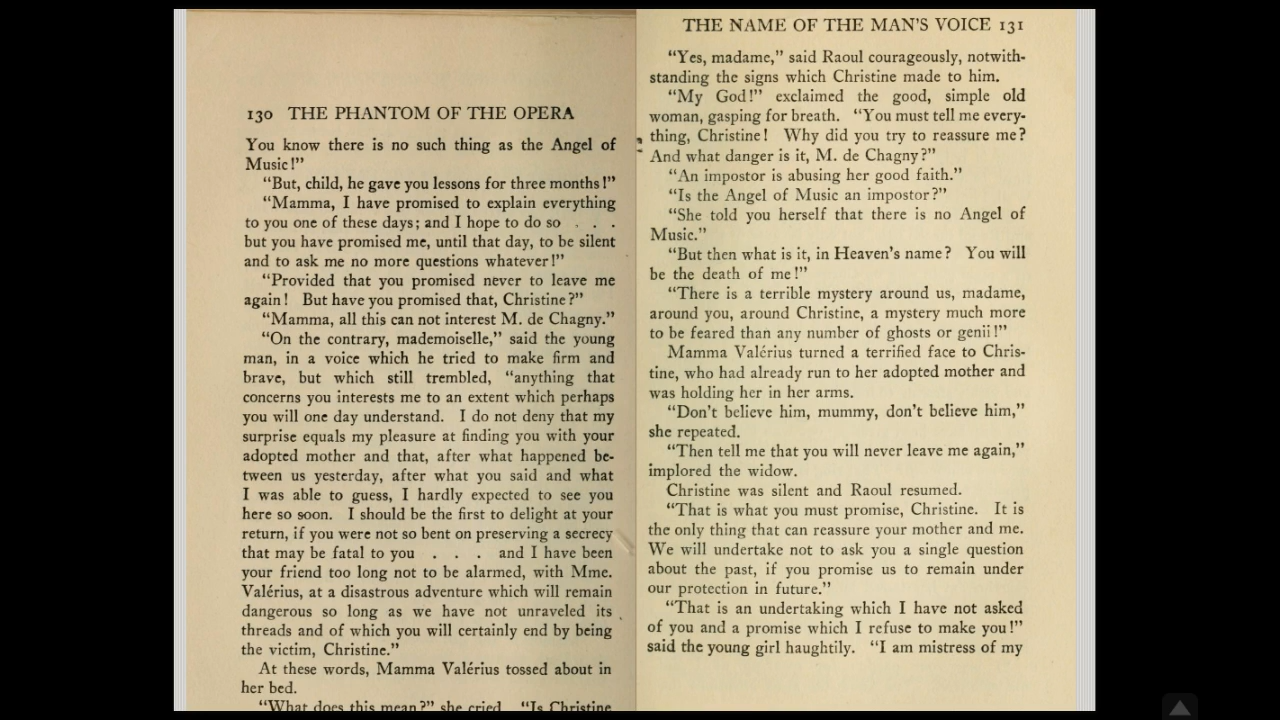 130 THE PHANTOM OF THE OPERA
You know there is no such thing as the Angel of
Music!"
"But, child, he gave you lessons for three months!"
"Mamma, I have promised to explain everything
to you one of these days; and I hope to do so . . .
but you have promised me, until that day, to be silent
and to ask me no more questions whatever!"
"Provided that you promised never to leave me
again! But have you promised that, Christine?"
"Mamma, all this can not interest M. de Chagny."
"On the contrary, mademoiselle," said the young
man, in a voice which he tried to make firm and
brave, but which still trembled, "anything that
concerns you interests me to an extent which perhaps
you will one day understand. I do not deny that my
surprise equals my pleasure at finding you with your
adopted mother and that, after what happened be-
tween us yesterday, after what you said and what
I was able to guess, I hardly expected to see you
here so soon. I should be the first to delight at your
return, if you were not so bent on preserving a secrecy
that may be fatal to you . . . and I have been
your friend too long not to be alarmed, with Mme.
Valérius, at a disastrous adventure which will remain
dangerous so long as we have not unraveled its
threads and of which you will certainly end by being
the victim, Christine."
At these words, Mamma Valérius tossed about in
her bed.
"What does this mean?" she cried. "Is Christine
THE NAME OF THE MAN'S VOICE 131
"Yes, madame," said Raoul courageously, notwith-
standing the signs which Christine made to him.
"My God!" exclaimed the good, simple old
woman, gasping for breath. "You must tell me every-
thing, Christine! Why did you try to reassure me?
And what danger is it, M. de Chagny?"
"An impostor is abusing her good faith."
"Is the Angel of Music an impostor?"
"She told you herself that there is no Angel of
Music."
"But then what is it, in Heaven's name? You will
be the death of me!"
"There is a terrible mystery around us, madame,
around you, around Christine, a mystery much more
to be feared than any number of ghosts or genii!"
Mamma Valérius turned a terrified face to Chris-
tine, who had already run to her adopted mother and
was holding her in her arms.
"Don't believe him, mummy, don't believe him,"
she repeated.
"Then tell me that you will never leave me again,"
implored the widow.
Christine was silent and Raoul resumed.
"That is what you must promise, Christine. It is
the only thing that can reassure your mother and me.
We will undertake not to ask you a single question
about the past, if you promise us to remain under
our protection in future."
"That is an undertaking which I have not asked
of you and a promise which I refuse to make you!"
said the young girl haughtily. "I am mistress of my